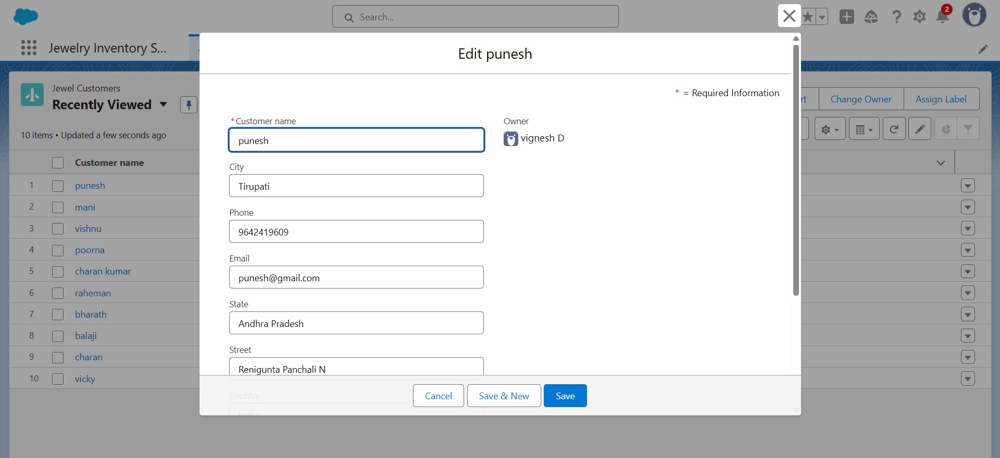 Search...
2
Jewelry Inventory S...
Edit punesh
* = Required Information
Jewel Customers
Recently Viewed
rt
Change Owner
Assign Label
10 items • Updated a few seconds ago
*Customer name
punesh
Owner
vignesh D
City
Tirupati
Phone
9642419609
Email
punesh@gmail.com
State
Andhra Pradesh
Street
Renigunta Panchali N
Country
India
Cancel
Save & New
Save
Customer name
1 punesh
2 mani
3 vishnu
4 poorna
5 charan kumar
6 raheman
7 bharath
8 balaji
9 charan
10 vicky